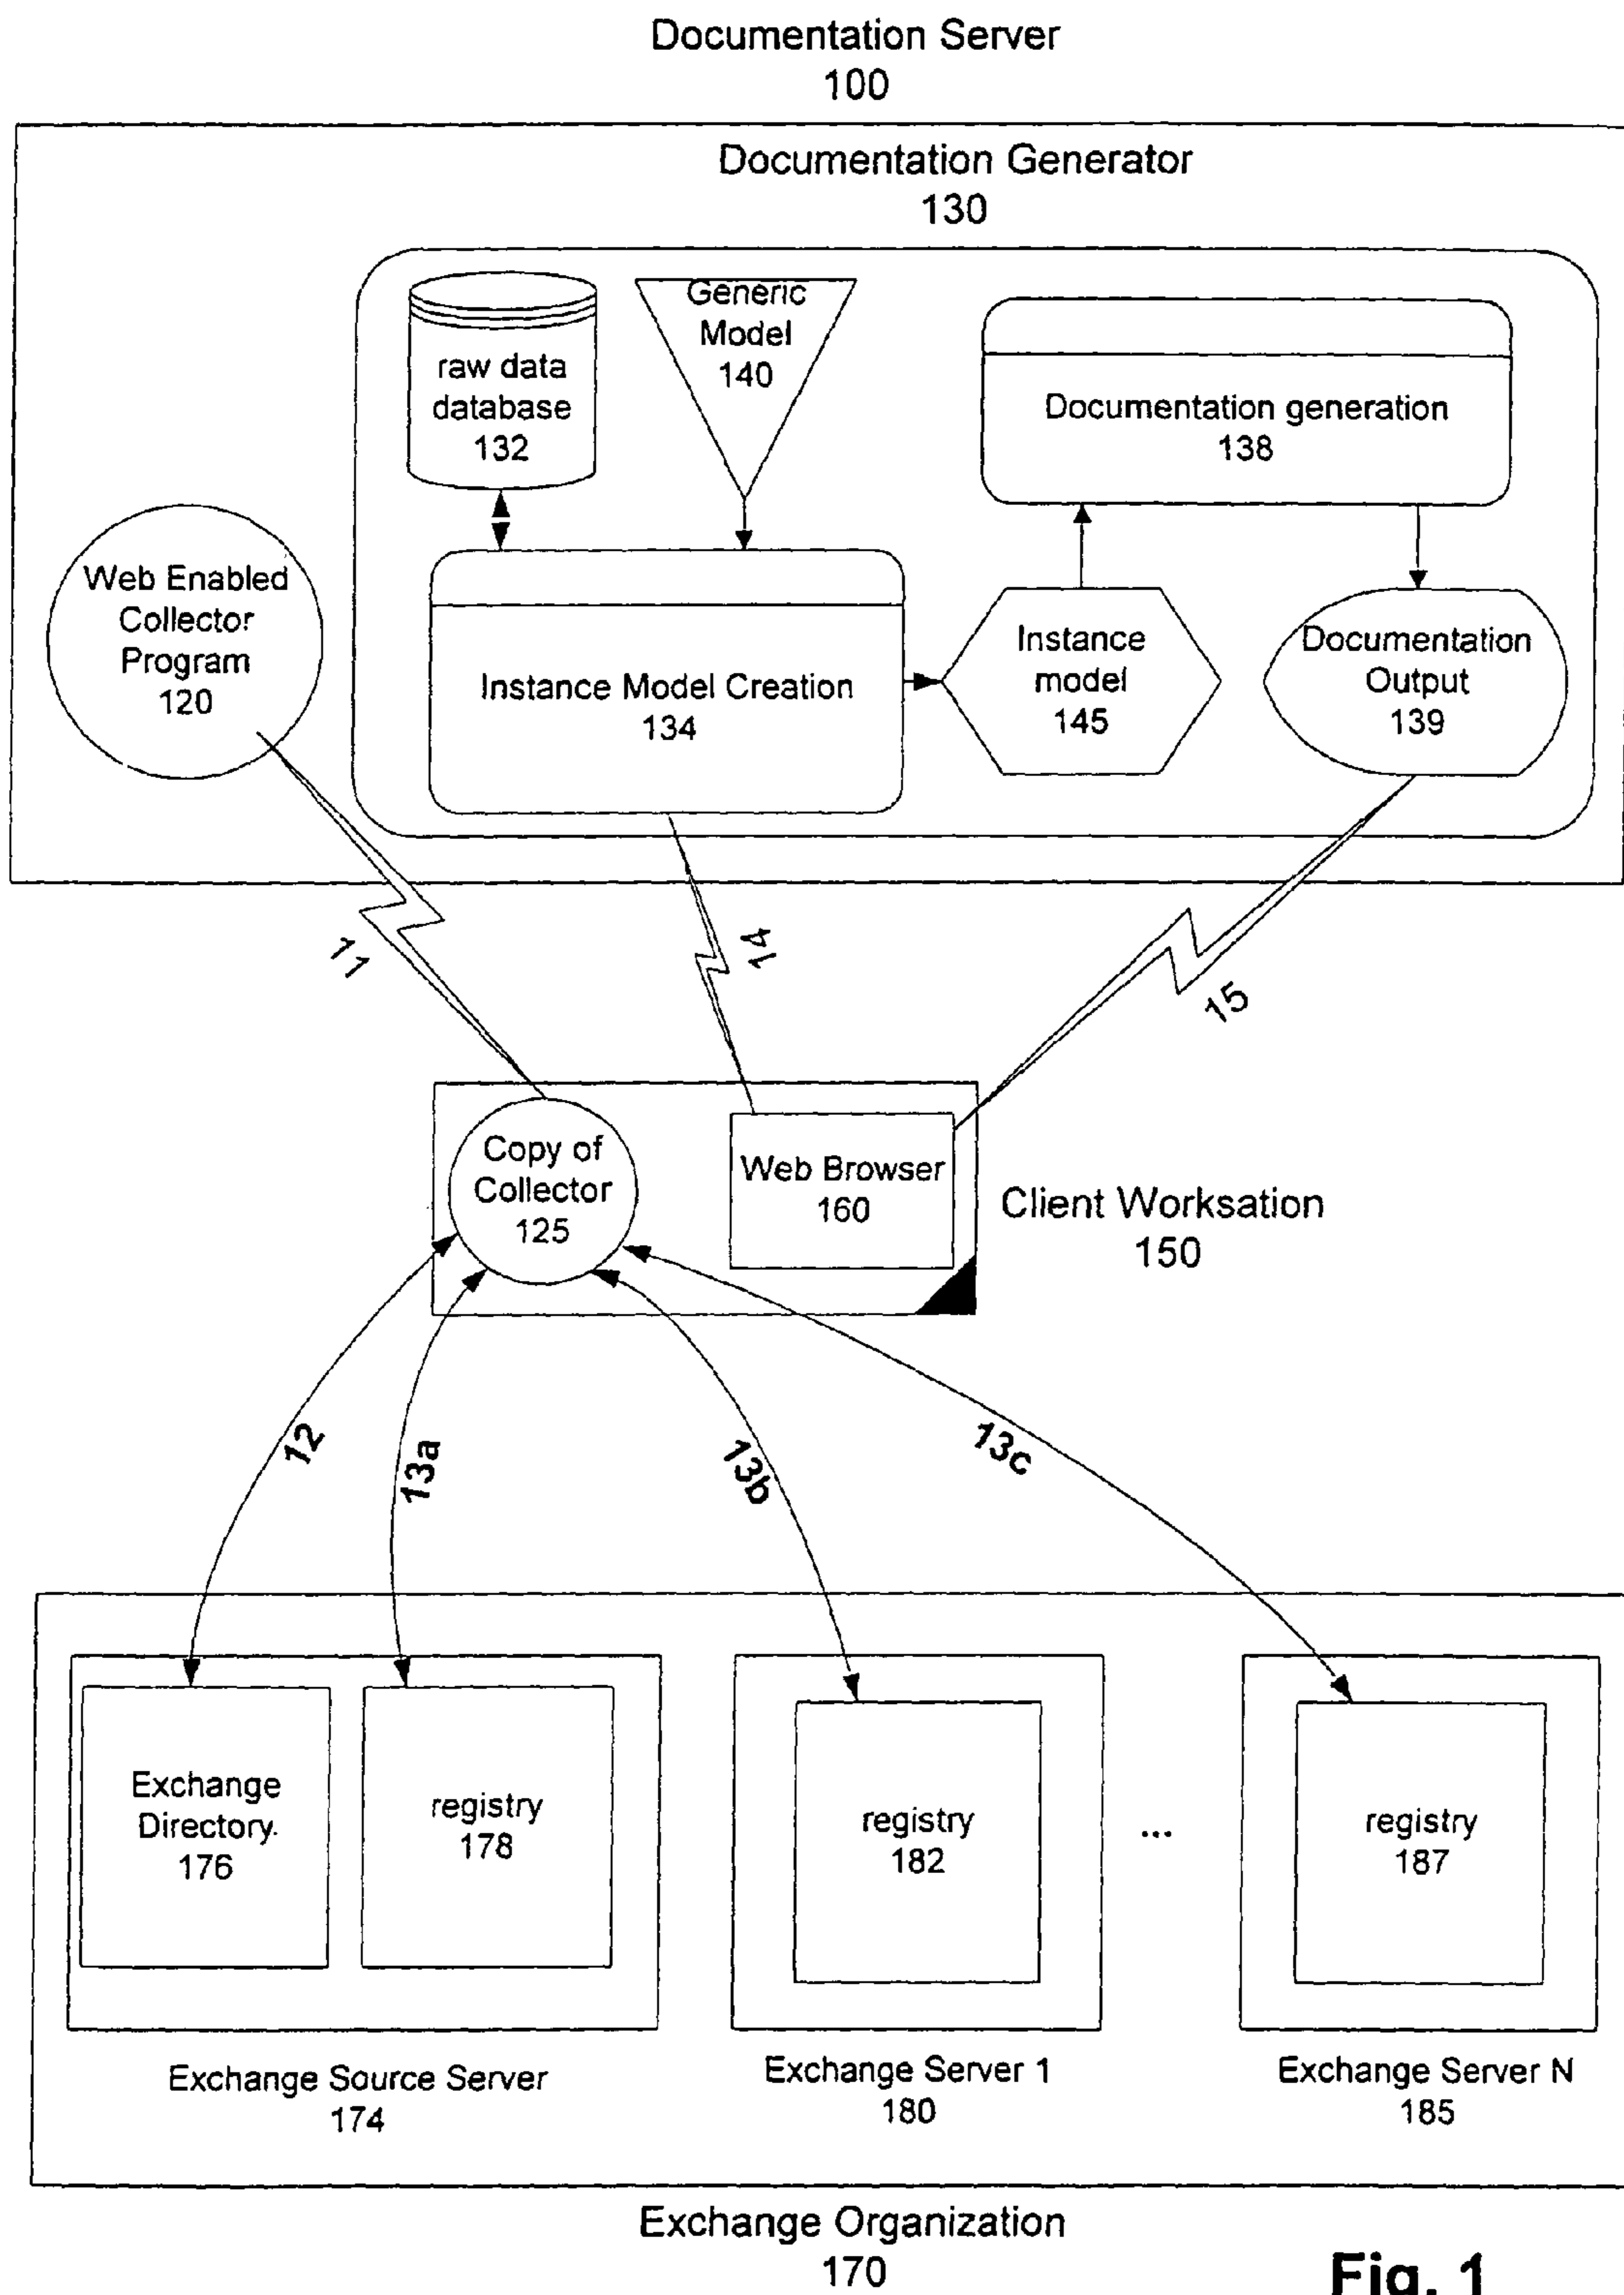 Documentation Server
100
Documentation Generator
130
raw data
database
132
Generic
Model
140
Documentation generation
138
Web Enabled
Collector
Program
120
Instance Model Creation
134
Instance
model
145
Documentation
Output
139
11
14
15
Copy of
Collector
125
Web Browser
160
Client Worksation
150
12
13a
13b
13c
Exchange
Directory.
176
registry
178
registry
182
...
registry
187
Exchange Source Server
174
Exchange Server 1
180
Exchange Server N
185
Exchange Organization
170
Fig. 1